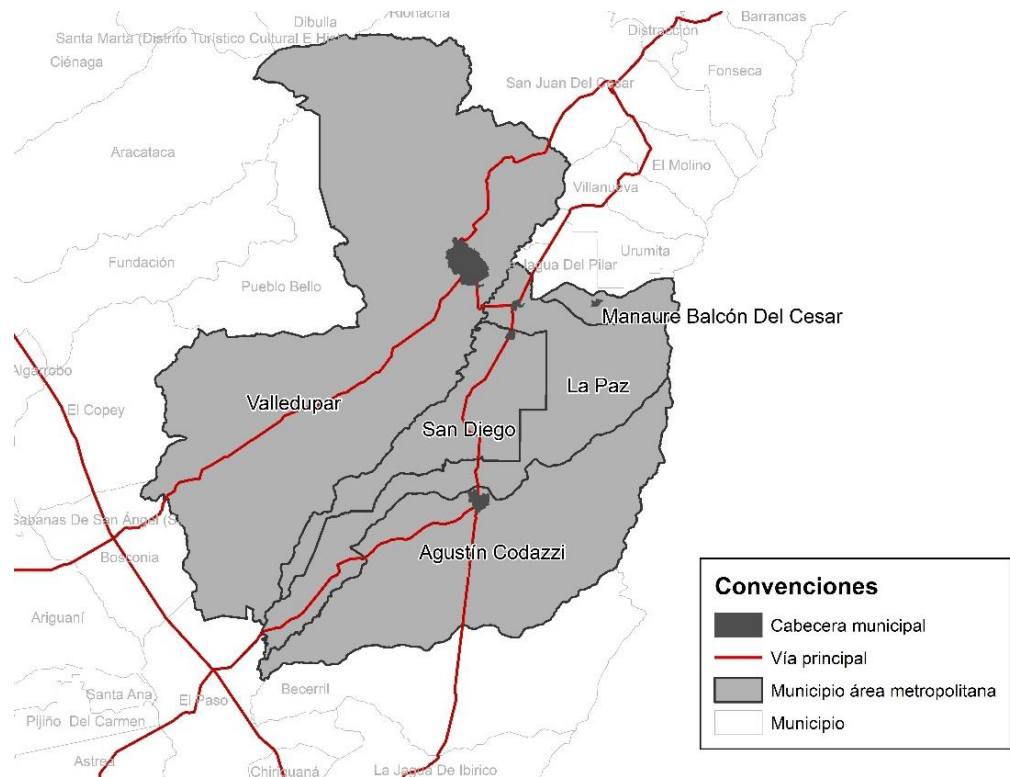 Riohacha
Dibulla
Barrancas
Santa Marta (Distrito Turístico Cultural E His
Distracción
Ciénaga
Fonseca
San Juan Del Cesar
Aracataca
El Molino
Villanueva
Urumita
Fundación
Jagua Del Pilar
Pueblo Bello
Manaure Balcón Del Cesar
Algarrobo
La Paz
Valledupar
El Copey
San Diego
Sabanas De San Ángel (S
Agustín Codazzi
Bosconia
Convenciones
Ariguaní
Cabecera municipal
Vía principal
Becerril
Santa Ana
El Paso
Municipio área metropolitana
Pijiño Del Carmen
Municipio
Astrea
Chiriguaná
La Jagua De Ibirico